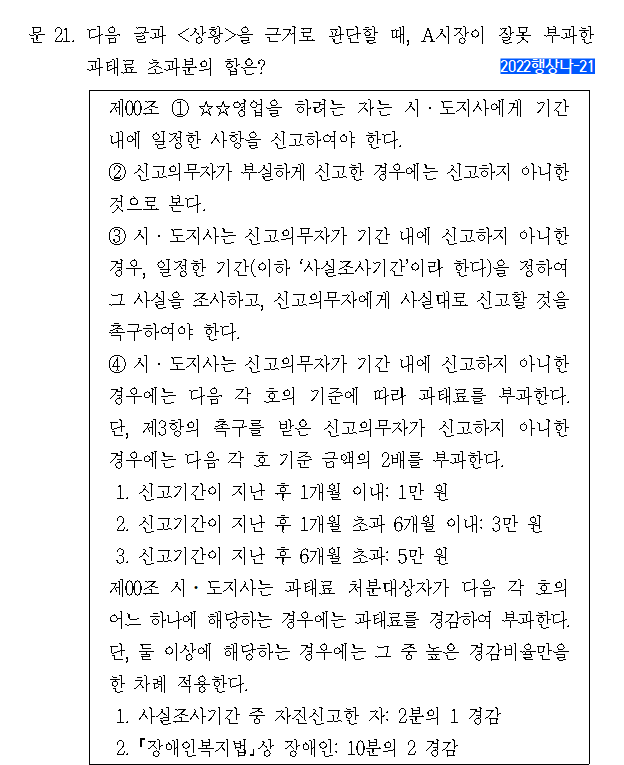 문 21. 다음 글과 <상황>을 근거로 판단할 때, A시장이 잘못 부과한
과태료 초과분의 합은?
2022행상나-21
제00조 ① ☆☆영업을 하려는 자는 시·도지사에게 기간
내에 일정한 사항을 신고하여야 한다.
② 신고의무자가 부실하게 신고한 경우에는 신고하지 아니한
것으로 본다.
③ 시·도지사는 신고의무자가 기간 내에 신고하지 아니한
경우, 일정한 기간(이하 ‘사실조사기간’이라 한다)을 정하여
그 사실을 조사하고, 신고의무자에게 사실대로 신고할 것을
촉구하여야 한다.
④ 시·도지사는 신고의무자가 기간 내에 신고하지 아니한
경우에는 다음 각 호의 기준에 따라 과태료를 부과한다.
단, 제3항의 촉구를 받은 신고의무자가 신고하지 아니한
경우에는 다음 각 호 기준 금액의 2배를 부과한다.
1. 신고기간이 지난 후 1개월 이내: 1만 원
2. 신고기간이 지난 후 1개월 초과 6개월 이내: 3만 원
3. 신고기간이 지난 후 6개월 초과: 5만 원
제00조 시·도지사는 과태료 처분대상자가 다음 각 호의
어느 하나에 해당하는 경우에는 과태료를 경감하여 부과한다.
단, 둘 이상에 해당하는 경우에는 그 중 높은 경감비율만을
한 차례 적용한다.
1. 사실조사기간 중 자진신고한 자: 2분의 1 경감
2. 「장애인복지법」상 장애인: 10분의 2 경감